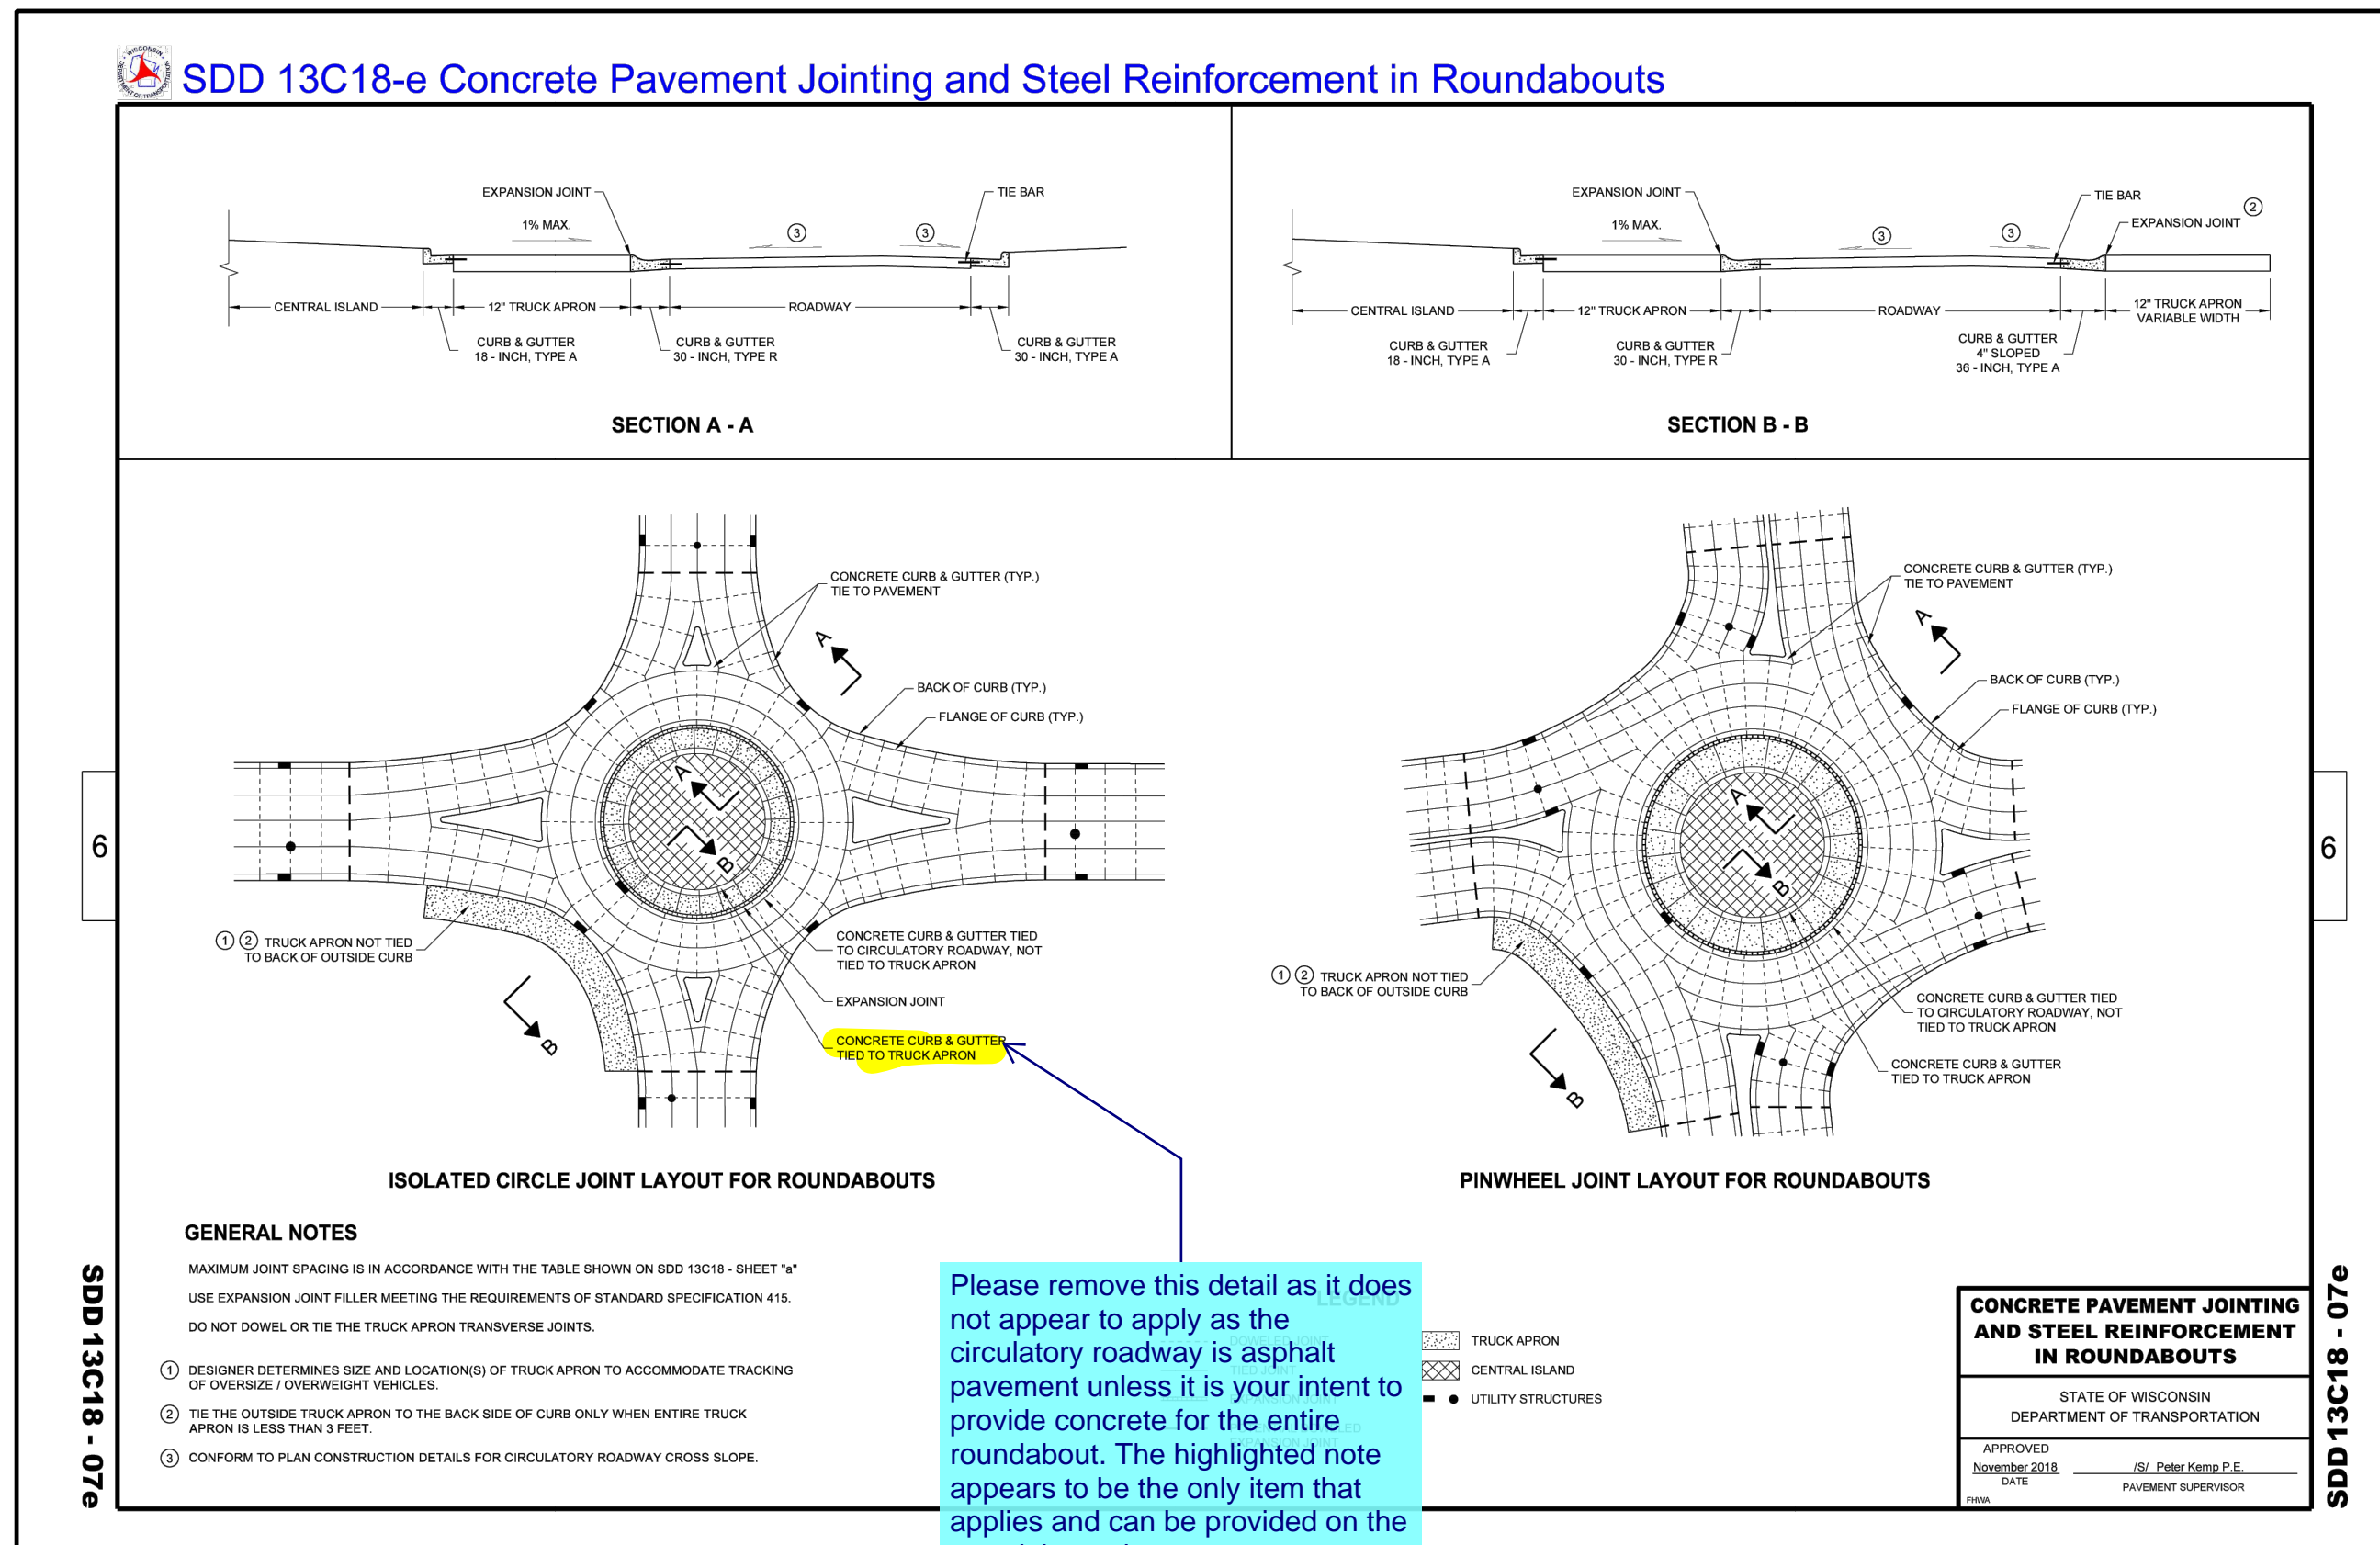 SDD 13C18-e Concrete Pavement Jointing and Steel Reinforcement in Roundabouts
WISCONSIN
DEPARTMENT OF TRANSPORTATION
EXPANSION JOINT
1% MAX.
3
3
TIE BAR
CENTRAL ISLAND
12" TRUCK APRON
ROADWAY
CURB & GUTTER
18 - INCH, TYPE A
CURB & GUTTER
30 - INCH, TYPE R
CURB & GUTTER
30 - INCH, TYPE A
SECTION A - A
EXPANSION JOINT
1% MAX.
3
3
TIE BAR
EXPANSION JOINT
2
CENTRAL ISLAND
12" TRUCK APRON
ROADWAY
12" TRUCK APRON
VARIABLE WIDTH
CURB & GUTTER
18 - INCH, TYPE A
CURB & GUTTER
30 - INCH, TYPE R
CURB & GUTTER
4" SLOPED
36 - INCH, TYPE A
SECTION B - B
CONCRETE CURB & GUTTER (TYP.)
TIE TO PAVEMENT
A
BACK OF CURB (TYP.)
FLANGE OF CURB (TYP.)
A
B
1 2 TRUCK APRON NOT TIED
TO BACK OF OUTSIDE CURB
B
CONCRETE CURB & GUTTER TIED
TO CIRCULATORY ROADWAY, NOT
TIED TO TRUCK APRON
EXPANSION JOINT
CONCRETE CURB & GUTTER
TIED TO TRUCK APRON
ISOLATED CIRCLE JOINT LAYOUT FOR ROUNDABOUTS
CONCRETE CURB & GUTTER (TYP.)
TIE TO PAVEMENT
A
BACK OF CURB (TYP.)
FLANGE OF CURB (TYP.)
A
B
1 2 TRUCK APRON NOT TIED
TO BACK OF OUTSIDE CURB
B
CONCRETE CURB & GUTTER TIED
TO CIRCULATORY ROADWAY, NOT
TIED TO TRUCK APRON
CONCRETE CURB & GUTTER
TIED TO TRUCK APRON
PINWHEEL JOINT LAYOUT FOR ROUNDABOUTS
6
6
GENERAL NOTES
MAXIMUM JOINT SPACING IS IN ACCORDANCE WITH THE TABLE SHOWN ON SDD 13C18 - SHEET "a"
USE EXPANSION JOINT FILLER MEETING THE REQUIREMENTS OF STANDARD SPECIFICATION 415.
DO NOT DOWEL OR TIE THE TRUCK APRON TRANSVERSE JOINTS.
1 DESIGNER DETERMINES SIZE AND LOCATION(S) OF TRUCK APRON TO ACCOMMODATE TRACKING
OF OVERSIZE / OVERWEIGHT VEHICLES.
2 TIE THE OUTSIDE TRUCK APRON TO THE BACK SIDE OF CURB ONLY WHEN ENTIRE TRUCK
APRON IS LESS THAN 3 FEET.
3 CONFORM TO PLAN CONSTRUCTION DETAILS FOR CIRCULATORY ROADWAY CROSS SLOPE.
Please remove this detail as it does
not appear to apply as the
circulatory roadway is asphalt
pavement unless it is your intent to
provide concrete for the entire
roundabout. The highlighted note
appears to be the only item that
applies and can be provided on the
LEGEND
DOWELED JOINT
TIED JOINT
EXPANSION JOINT
EXPANSION JOINT
TRUCK APRON
CENTRAL ISLAND
UTILITY STRUCTURES
CONCRETE PAVEMENT JOINTING
AND STEEL REINFORCEMENT
IN ROUNDABOUTS
STATE OF WISCONSIN
DEPARTMENT OF TRANSPORTATION
APPROVED
November 2018
DATE
/S/ Peter Kemp P.E.
PAVEMENT SUPERVISOR
FHWA
SDD 13C18 - 07e
SDD 13C18 - 07e